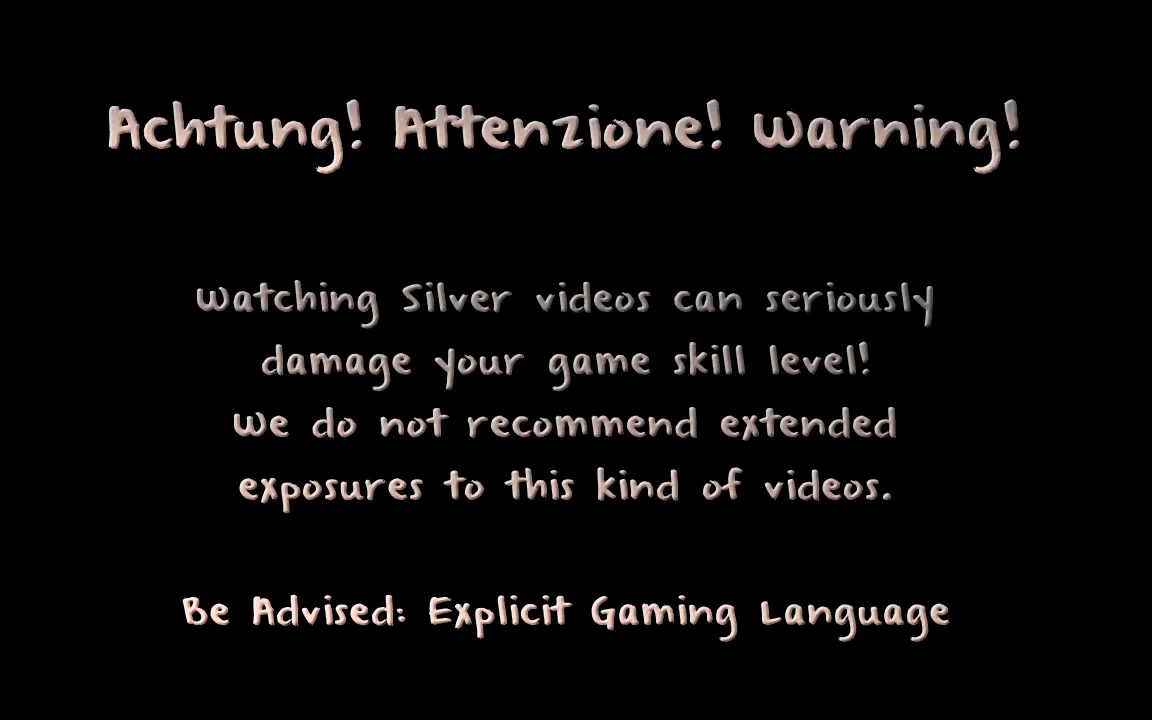 Achtung! Attenzione! Warning!
Watching Silver videos can seriously
damage your game skill level!
We do not recommend extended
exposures to this kind of videos.
Be Advised: Explicit Gaming Language